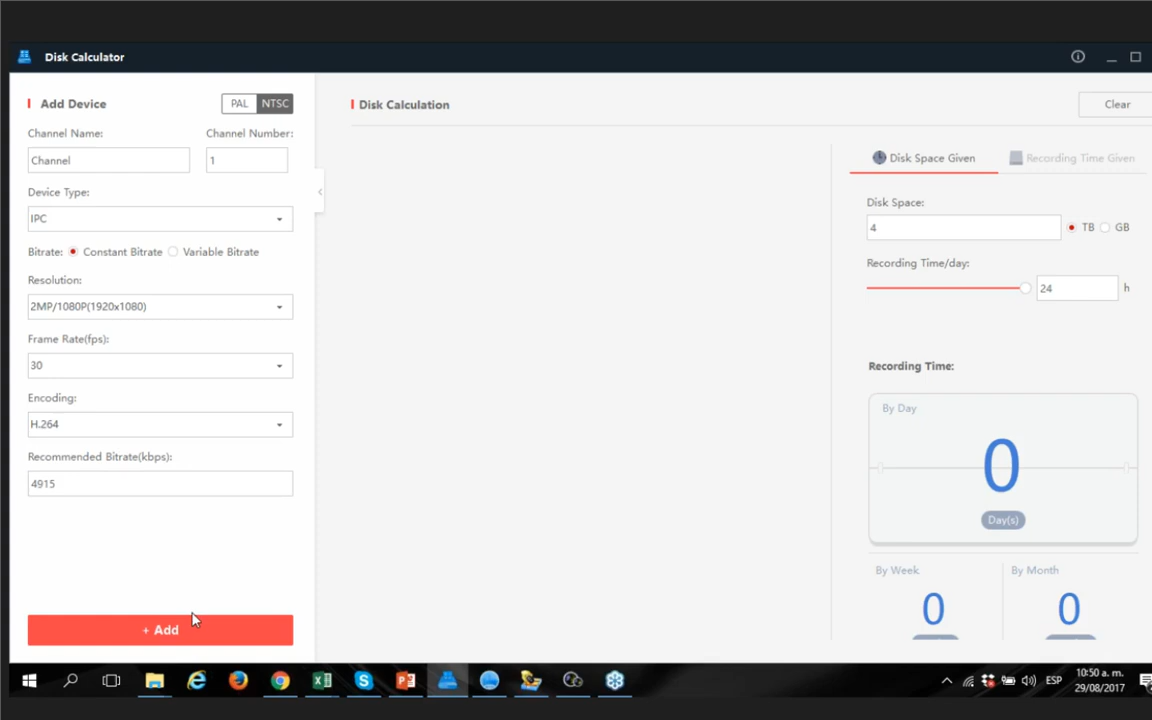 Disk Calculator
Add Device
PAL NTSC
Channel Name: Channel Number:
Channel 1
Device Type:
IPC
Bitrate: Constant Bitrate Variable Bitrate
Resolution:
2MP/1080P(1920x1080)
Frame Rate(fps):
30
Encoding:
H.264
Recommended Bitrate(kbps):
4915
+ Add
Disk Calculation
Clear
Disk Space Given Recording Time Given
Disk Space:
4 TB GB
Recording Time/day:
24 h
Recording Time:
By Day
0
Day(s)
By Week By Month
0 0
ESP
10:50 a. m.
29/08/2017